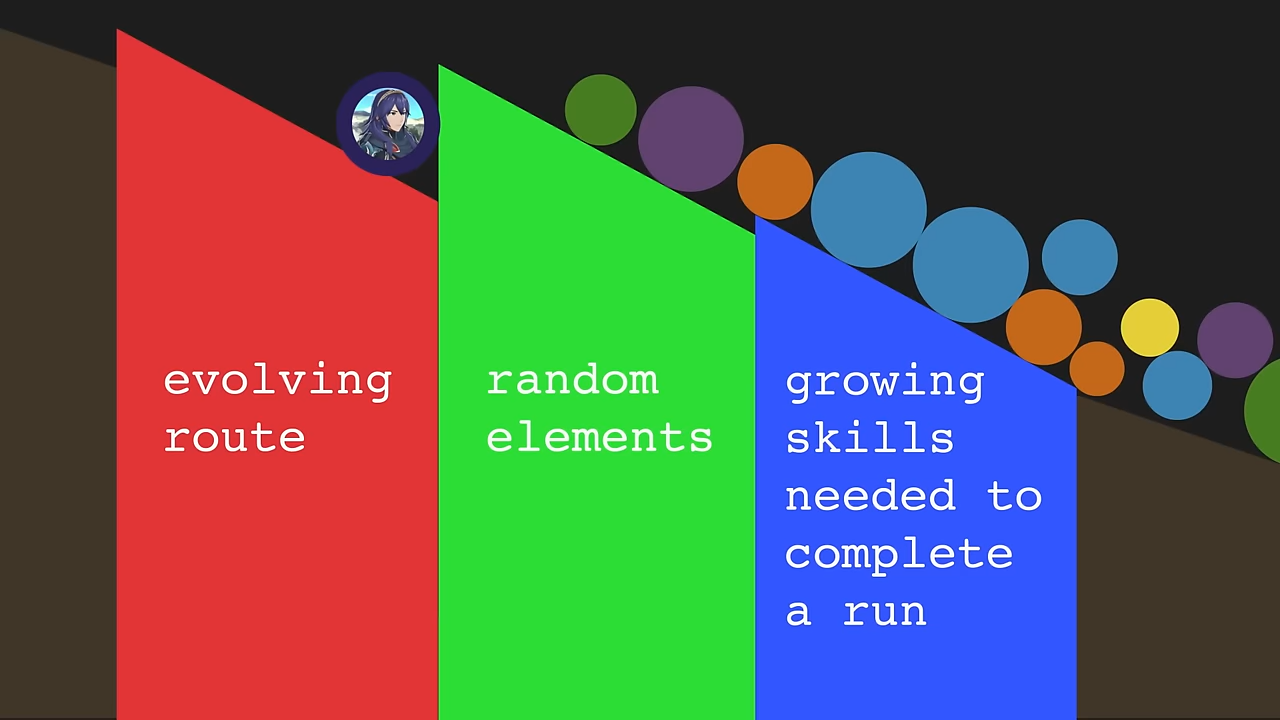 evolving
route
random
elements
growing
skills
needed to
complete
a run